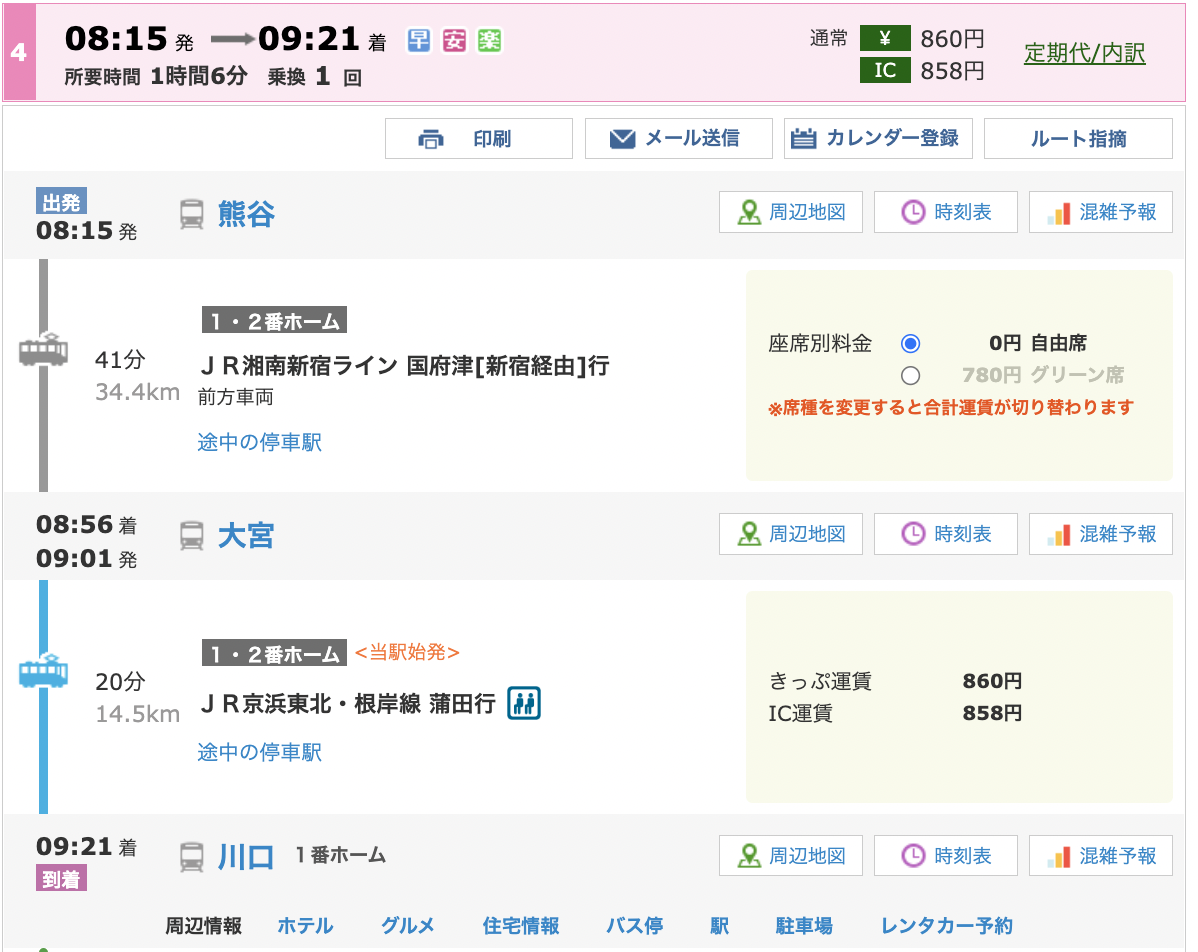 4
08:15 発 → 09:21 着 早 安 楽
所要時間 1時間6分 乗換 1 回
通常 ¥ 860円
IC 858円
定期代/内訳
印刷 メール送信 カレンダー登録 ルート指摘
出発
08:15 発
熊谷
周辺地図 時刻表 混雑予報
41分
34.4km
1・2番ホーム
JR湘南新宿ライン 国府津[新宿経由]行
前方車両
途中の停車駅
座席別料金 0円 自由席
780円 グリーン席
※席種を変更すると合計運賃が切り替わります
08:56 着
09:01 発
大宮
周辺地図 時刻表 混雑予報
20分
14.5km
1・2番ホーム <当駅始発>
JR京浜東北・根岸線 蒲田行
途中の停車駅
きっぷ運賃 860円
IC運賃 858円
09:21 着
到着
川口 1番ホーム
周辺地図 時刻表 混雑予報
周辺情報 ホテル グルメ 住宅情報 バス停 駅 駐車場 レンタカー予約